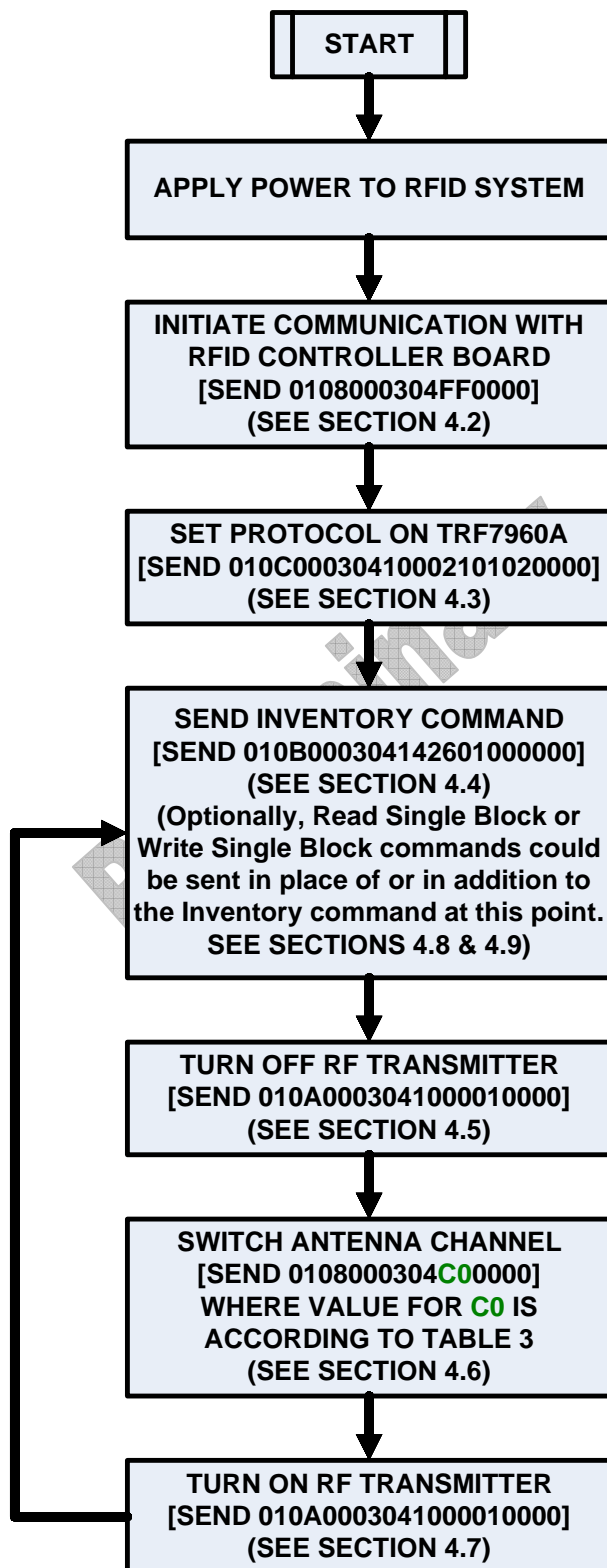 START
APPLY POWER TO RFID SYSTEM
INITIATE COMMUNICATION WITH
RFID CONTROLLER BOARD
[SEND 0108000304FF0000]
(SEE SECTION 4.2)
SET PROTOCOL ON TRF7960A
[SEND 010C00030410002101020000]
(SEE SECTION 4.3)
SEND INVENTORY COMMAND
[SEND 010B000304142601000000]
(SEE SECTION 4.4)
(Optionally, Read Single Block or
Write Single Block commands could
be sent in place of or in addition to
the Inventory command at this point.
SEE SECTIONS 4.8 & 4.9)
TURN OFF RF TRANSMITTER
[SEND 010A0003041000010000]
(SEE SECTION 4.5)
SWITCH ANTENNA CHANNEL
[SEND 0108000304C00000]
WHERE VALUE FOR C0 IS
ACCORDING TO TABLE 3
(SEE SECTION 4.6)
TURN ON RF TRANSMITTER
[SEND 010A0003041000010000]
(SEE SECTION 4.7)